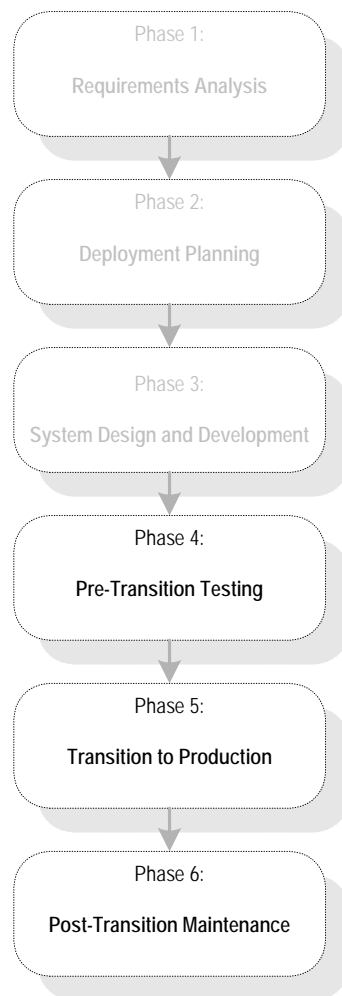 Phase 1:
Requirements Analysis
Phase 2:
Deployment Planning
Phase 3:
System Design and Development
Phase 4:
Pre-Transition Testing
Phase 5:
Transition to Production
Phase 6:
Post-Transition Maintenance